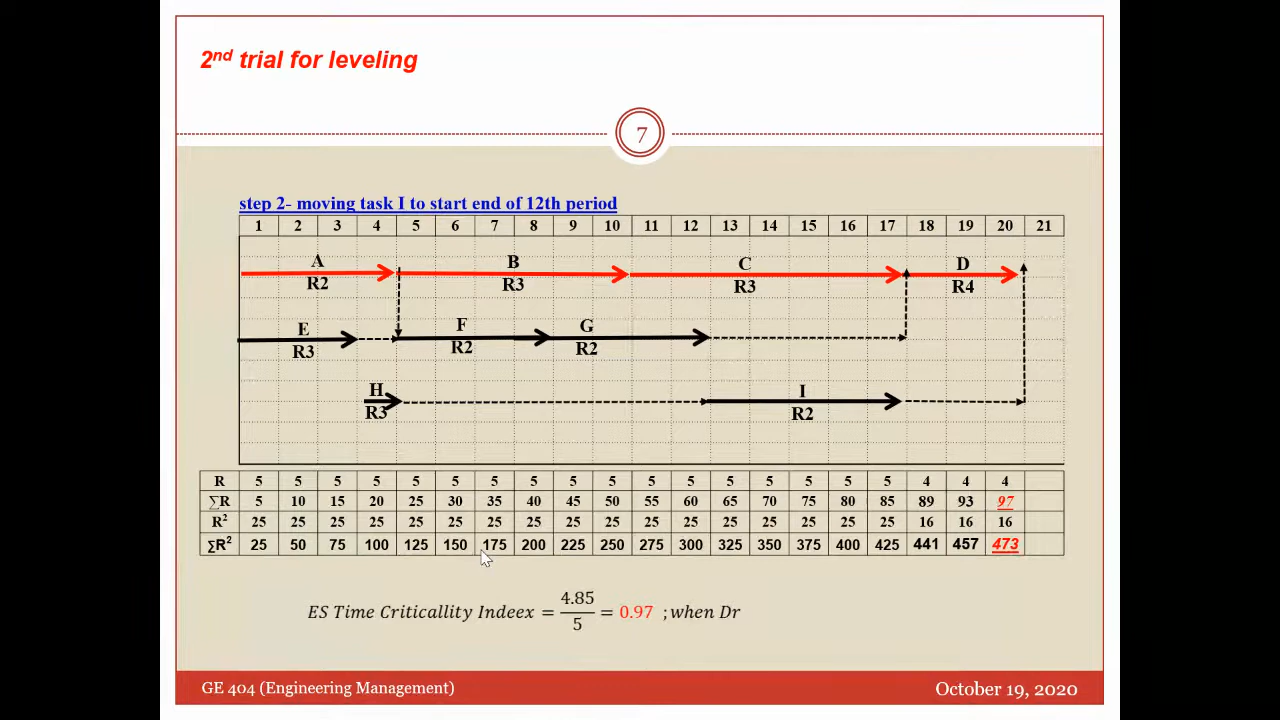 2nd trial for leveling
7
step 2- moving task I to start end of 12th period
1 2 3 4 5 6 7 8 9 10 11 12 13 14 15 16 17 18 19 20 21
A B C D
R2 R3 R3 R4
E F G
R3 R2 R2
H I
R3 R2
R 5 5 5 5 5 5 5 5 5 5 5 5 5 5 5 5 5 4 4 4
∑R 5 10 15 20 25 30 35 40 45 50 55 60 65 70 75 80 85 89 93 97
R² 25 25 25 25 25 25 25 25 25 25 25 25 25 25 25 25 25 16 16 16
∑R² 25 50 75 100 125 150 175 200 225 250 275 300 325 350 375 400 425 441 457 473
ES Time Criticallity Indeex = 4.85/5 = 0.97 ; when Dr
GE 404 (Engineering Management) October 19, 2020